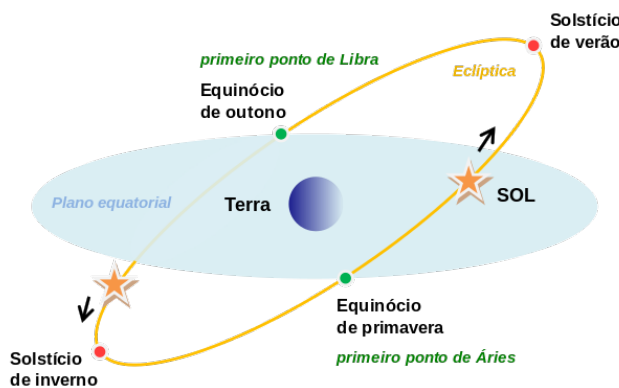 Solstício
de verão
primeiro ponto de Libra
Eclíptica
Equinócio
de outono
Plano equatorial
Terra
SOL
Equinócio
de primavera
primeiro ponto de Áries
Solstício
de inverno